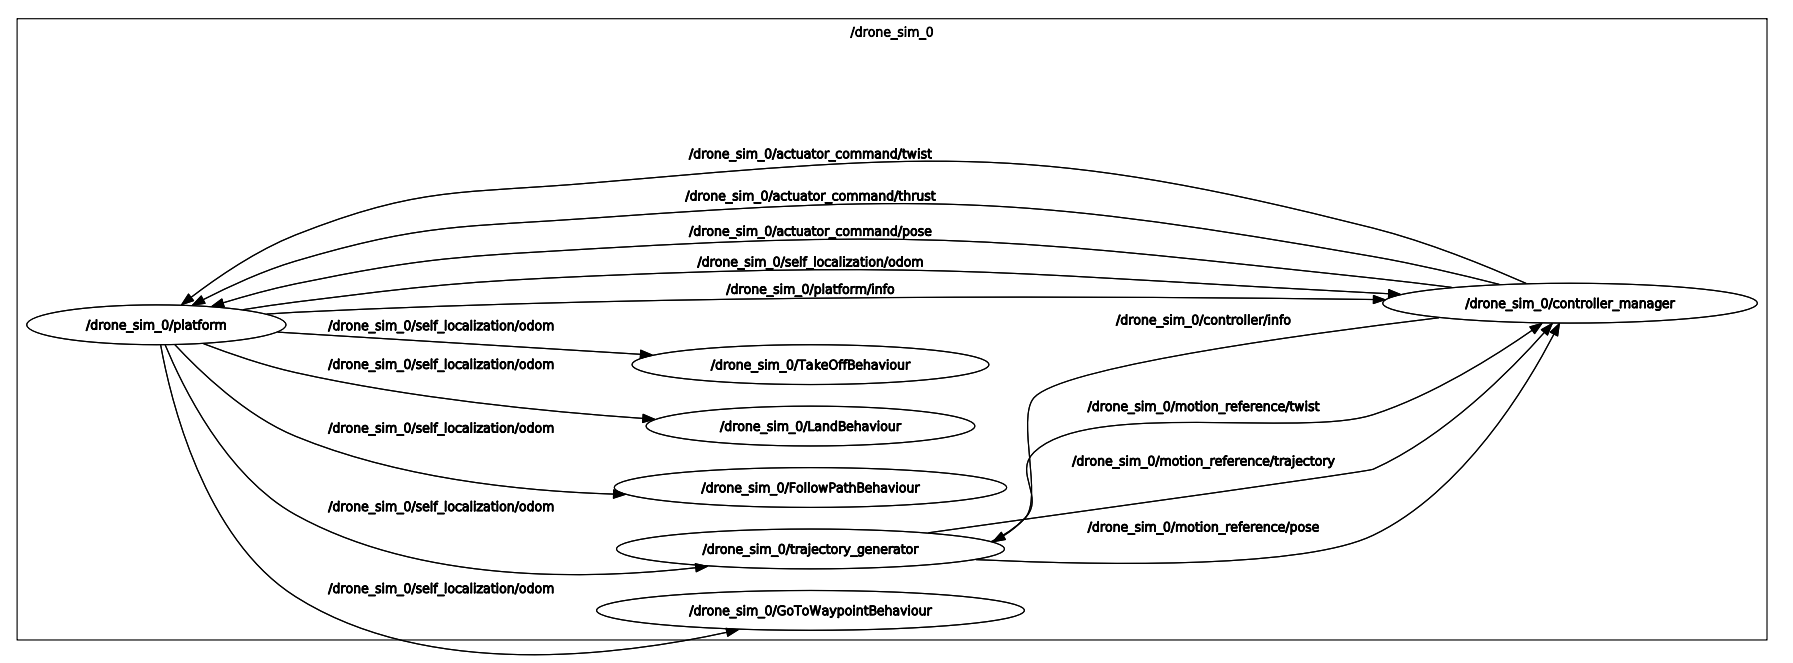 /drone_sim_0
/drone_sim_0/actuator_command/twist
/drone_sim_0/actuator_command/thrust
/drone_sim_0/actuator_command/pose
/drone_sim_0/self_localization/odom
/drone_sim_0/platform/info
/drone_sim_0/controller_manager
/drone_sim_0/platform
/drone_sim_0/self_localization/odom
/drone_sim_0/controller/info
/drone_sim_0/self_localization/odom
/drone_sim_0/TakeOffBehaviour
/drone_sim_0/motion_reference/twist
/drone_sim_0/self_localization/odom
/drone_sim_0/LandBehaviour
/drone_sim_0/motion_reference/trajectory
/drone_sim_0/FollowPathBehaviour
/drone_sim_0/self_localization/odom
/drone_sim_0/motion_reference/pose
/drone_sim_0/trajectory_generator
/drone_sim_0/self_localization/odom
/drone_sim_0/GoToWaypointBehaviour